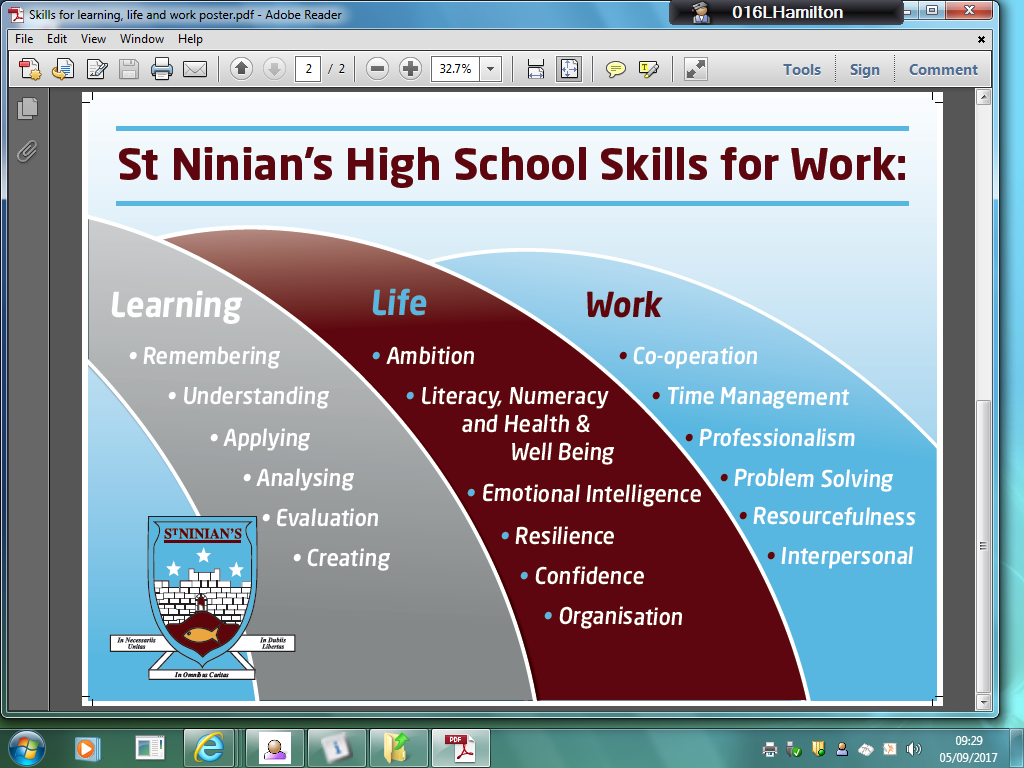 Skills for learning, life and work poster.pdf - Adobe Reader
016LHamilton
File Edit View Window Help
2 / 2
32.7%
Tools Sign Comment
St Ninian's High School Skills for Work:
Learning
• Remembering
• Understanding
• Applying
• Analysing
• Evaluation
• Creating
Life
• Ambition
• Literacy, Numeracy
and Health &
Well Being
• Emotional Intelligence
• Resilience
• Confidence
• Organisation
Work
• Co-operation
• Time Management
• Professionalism
• Problem Solving
• Resourcefulness
• Interpersonal
ST NINIAN'S
In Necessariis
Unitas
In Dubiis
Libertas
In Omnibus Caritas
PDF
09:29
05/09/2017